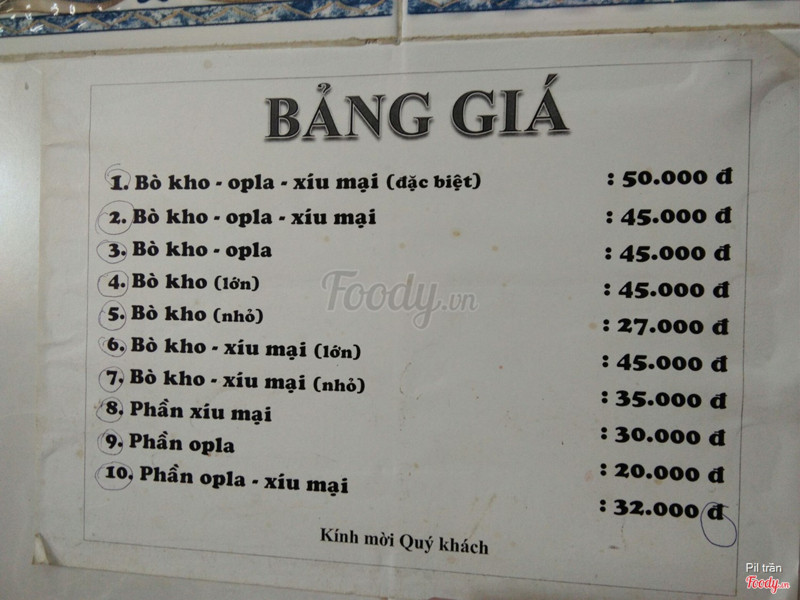 BẢNG GIÁ
1. Bò kho - opla - xíu mại (đặc biệt) : 50.000 đ
2. Bò kho - opla - xíu mại : 45.000 đ
3. Bò kho - opla : 45.000 đ
4. Bò kho (lớn) : 45.000 đ
5. Bò kho (nhỏ) : 27.000 đ
6. Bò kho - xíu mại (lớn) : 45.000 đ
7. Bò kho - xíu mại (nhỏ) : 35.000 đ
8. Phần xíu mại : 30.000 đ
9. Phần opla : 20.000 đ
10. Phần opla - xíu mại : 32.000 đ
Kính mời Quý khách
Foody.vn
Pil trần
Foody.vn